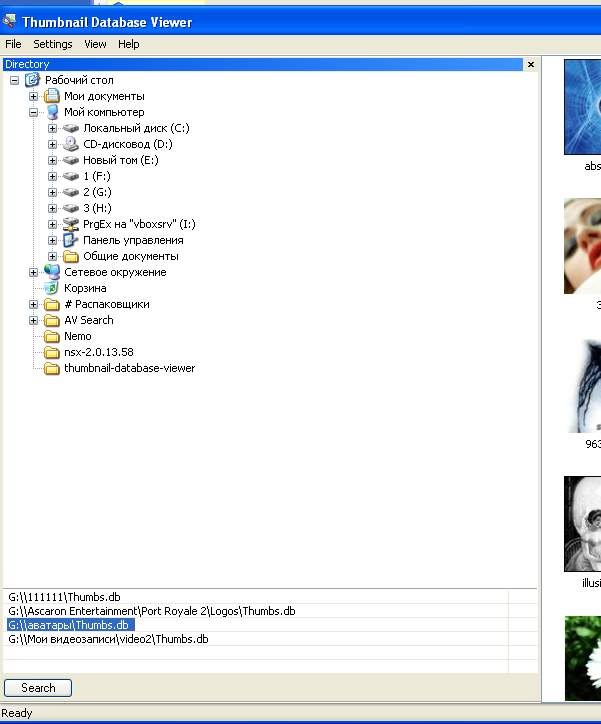 Thumbnail Database Viewer
File Settings View Help
Directory
Рабочий стол
Мои документы
Мой компьютер
Локальный диск (C:)
CD-дисковод (D:)
Новый том (E:)
1 (F:)
2 (G:)
3 (H:)
PrgEx на "vboxsrv" (I:)
Панель управления
Общие документы
Сетевое окружение
Корзина
# Распаковщики
AV Search
Nemo
nsx-2.0.13.58
thumbnail-database-viewer
abs
3
963
illusi
G:\\111111\Thumbs.db
G:\\Ascaron Entertainment\Port Royale 2\Logos\Thumbs.db
G:\\аватары\Thumbs.db
G:\\Мои видеозаписи\video2\Thumbs.db
Search
Ready